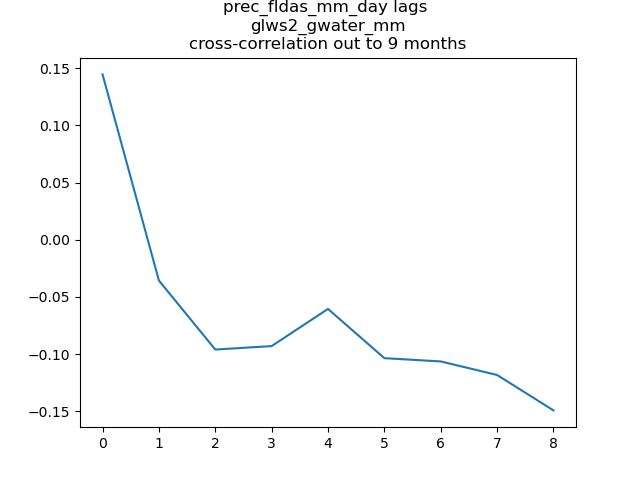 prec_fldas_mm_day lags
glws2_gwater_mm
cross-correlation out to 9 months
0.15
0.10
0.05
0.00
−0.05
−0.10
−0.15
0 1 2 3 4 5 6 7 8